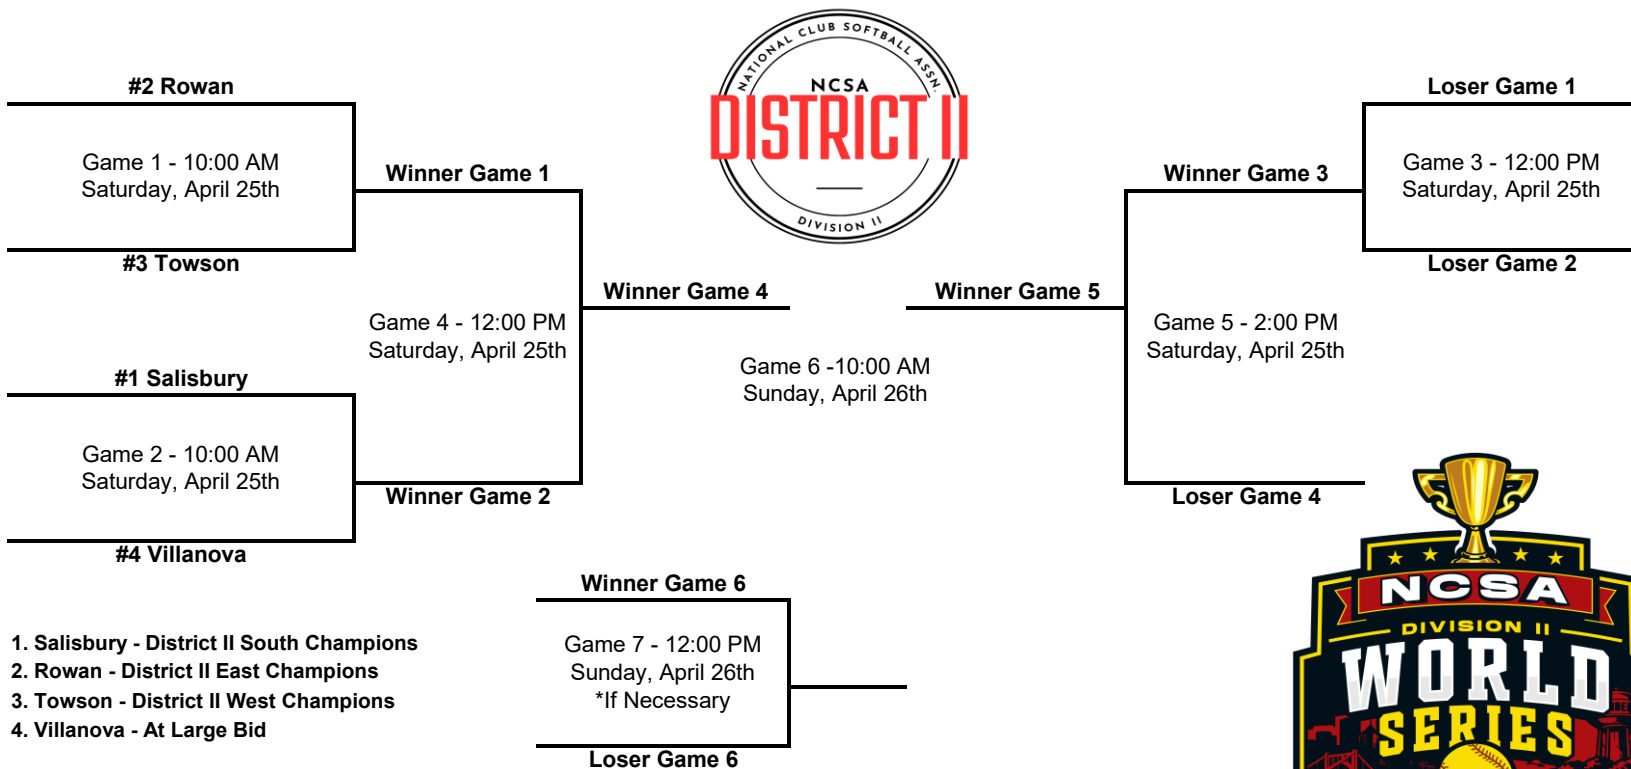 NATIONAL CLUB SOFTBALL ASSN.
NCSA
DISTRICT II
DIVISION II
#2 Rowan
Game 1 - 10:00 AM
Saturday, April 25th
#3 Towson
Winner Game 1
#1 Salisbury
Game 2 - 10:00 AM
Saturday, April 25th
#4 Villanova
Winner Game 2
Game 4 - 12:00 PM
Saturday, April 25th
Winner Game 4
Game 6 -10:00 AM
Sunday, April 26th
Winner Game 5
Winner Game 3
Game 5 - 2:00 PM
Saturday, April 25th
Loser Game 4
Loser Game 1
Game 3 - 12:00 PM
Saturday, April 25th
Loser Game 2
Winner Game 6
Game 7 - 12:00 PM
Sunday, April 26th
*If Necessary
Loser Game 6
1. Salisbury - District II South Champions
2. Rowan - District II East Champions
3. Towson - District II West Champions
4. Villanova - At Large Bid
NCSA
DIVISION II
WORLD
SERIES